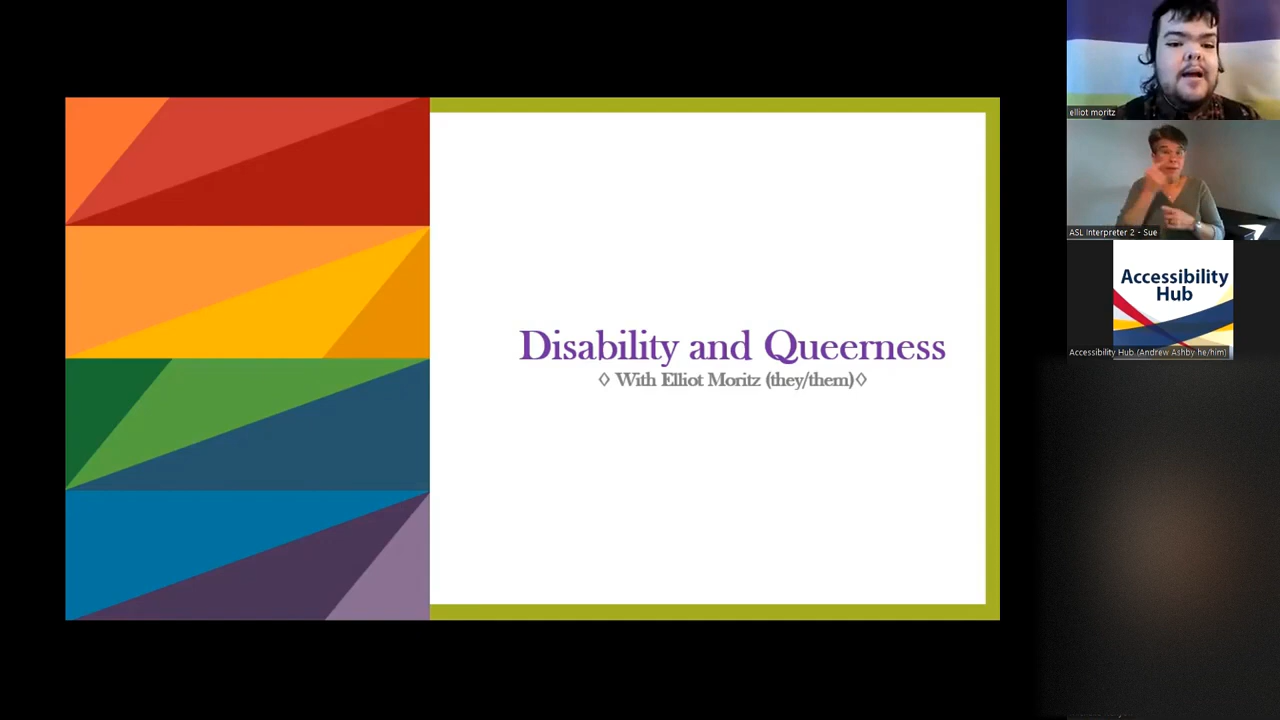 Disability and Queerness
◊ With Elliot Moritz (they/them)◊
elliot moritz
ASL Interpreter 2 - Sue
Accessibility
Hub
Accessibility Hub (Andrew Ashby he/him)